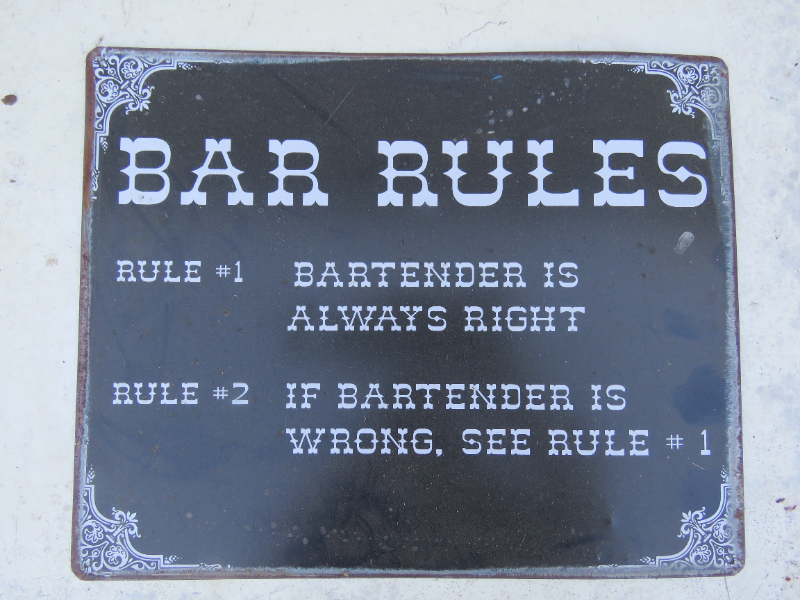 BAR RULES
RULE #1 BARTENDER IS
ALWAYS RIGHT
RULE #2 IF BARTENDER IS
WRONG, SEE RULE # 1